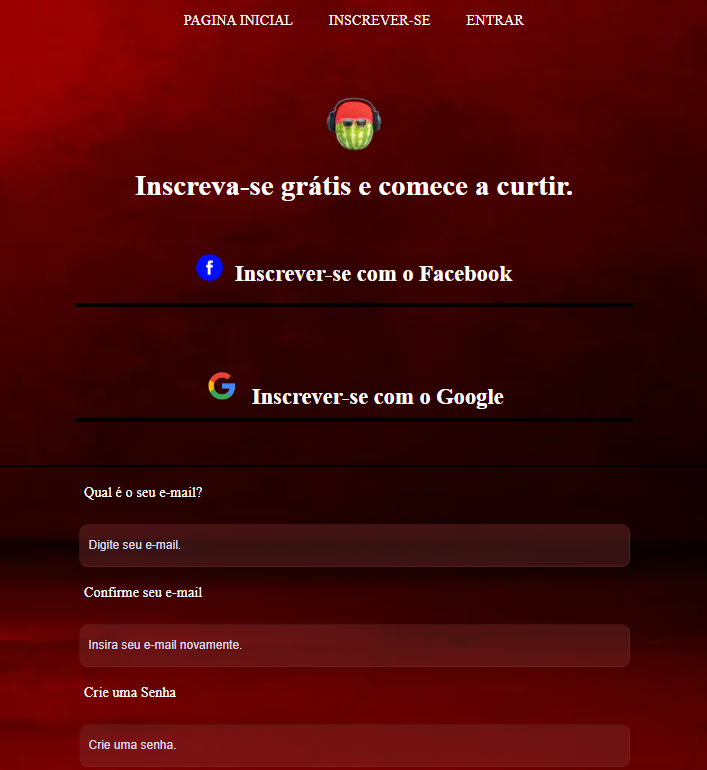 PAGINA INICIAL INSCREVER-SE ENTRAR
Inscreva-se grátis e comece a curtir.
f Inscrever-se com o Facebook
G Inscrever-se com o Google
Qual é o seu e-mail?
Digite seu e-mail.
Confirme seu e-mail
Insira seu e-mail novamente.
Crie uma Senha
Crie uma senha.